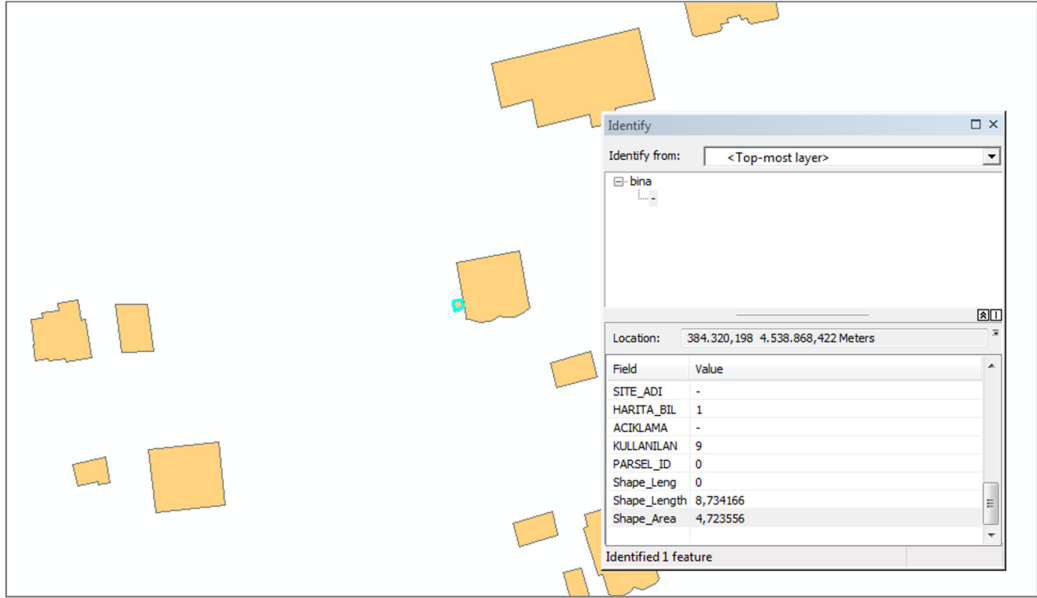 Identify
Identify from: <Top-most layer>
bina
-
Location: 384.320,198 4.538.868,422 Meters
Field Value
SITE_ADI -
HARITA_BIL 1
ACIKLAMA -
KULLANILAN 9
PARSEL_ID 0
Shape_Leng 0
Shape_Length 8,734166
Shape_Area 4,723556
Identified 1 feature